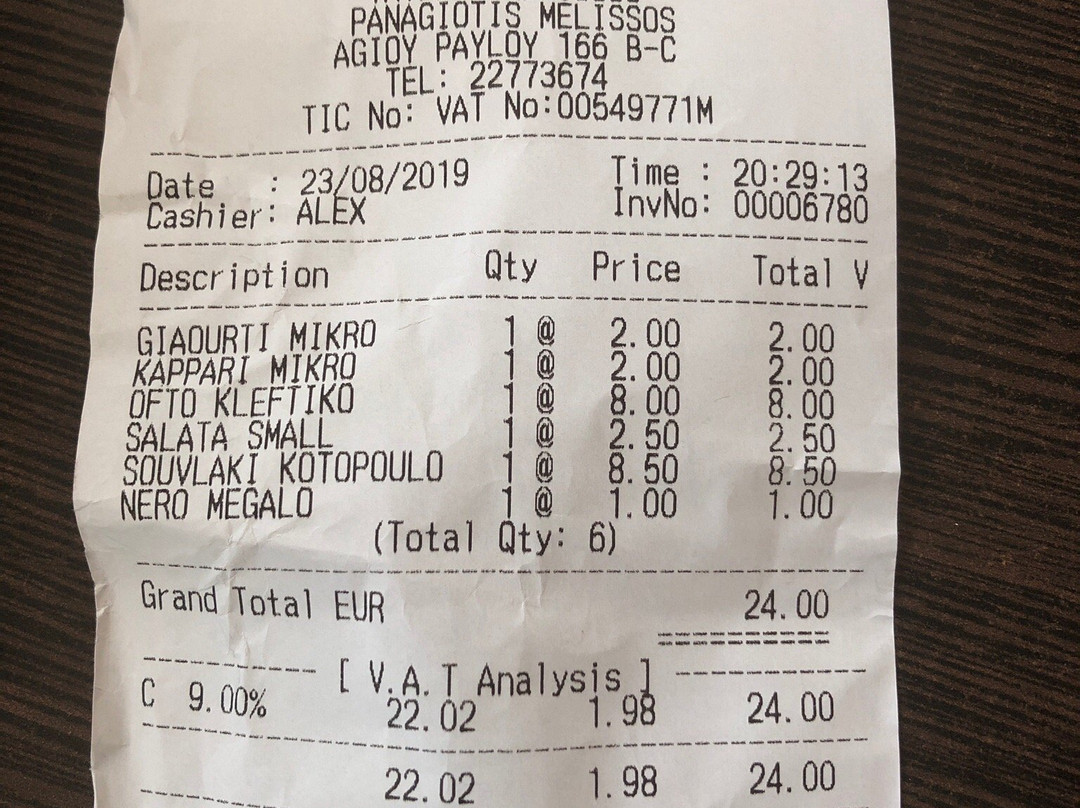 PANAGIOTIS MELISSOS
AGIOY PAYLOY 166 B-C
TEL: 22773674
TIC No: VAT No:00549771M
Date : 23/08/2019 Time : 20:29:13
Cashier: ALEX InvNo: 00006780
Description Qty Price Total V
GIAOURTI MIKRO 1 @ 2.00 2.00
KAPPARI MIKRO 1 @ 2.00 2.00
OFTO KLEFTIKO 1 @ 8.00 8.00
SALATA SMALL 1 @ 2.50 2.50
SOUVLAKI KOTOPOULO 1 @ 8.50 8.50
NERO MEGALO 1 @ 1.00 1.00
(Total Qty: 6)
Grand Total EUR 24.00
[ V.A.T Analysis ]
C 9.00% 22.02 1.98 24.00
22.02 1.98 24.00